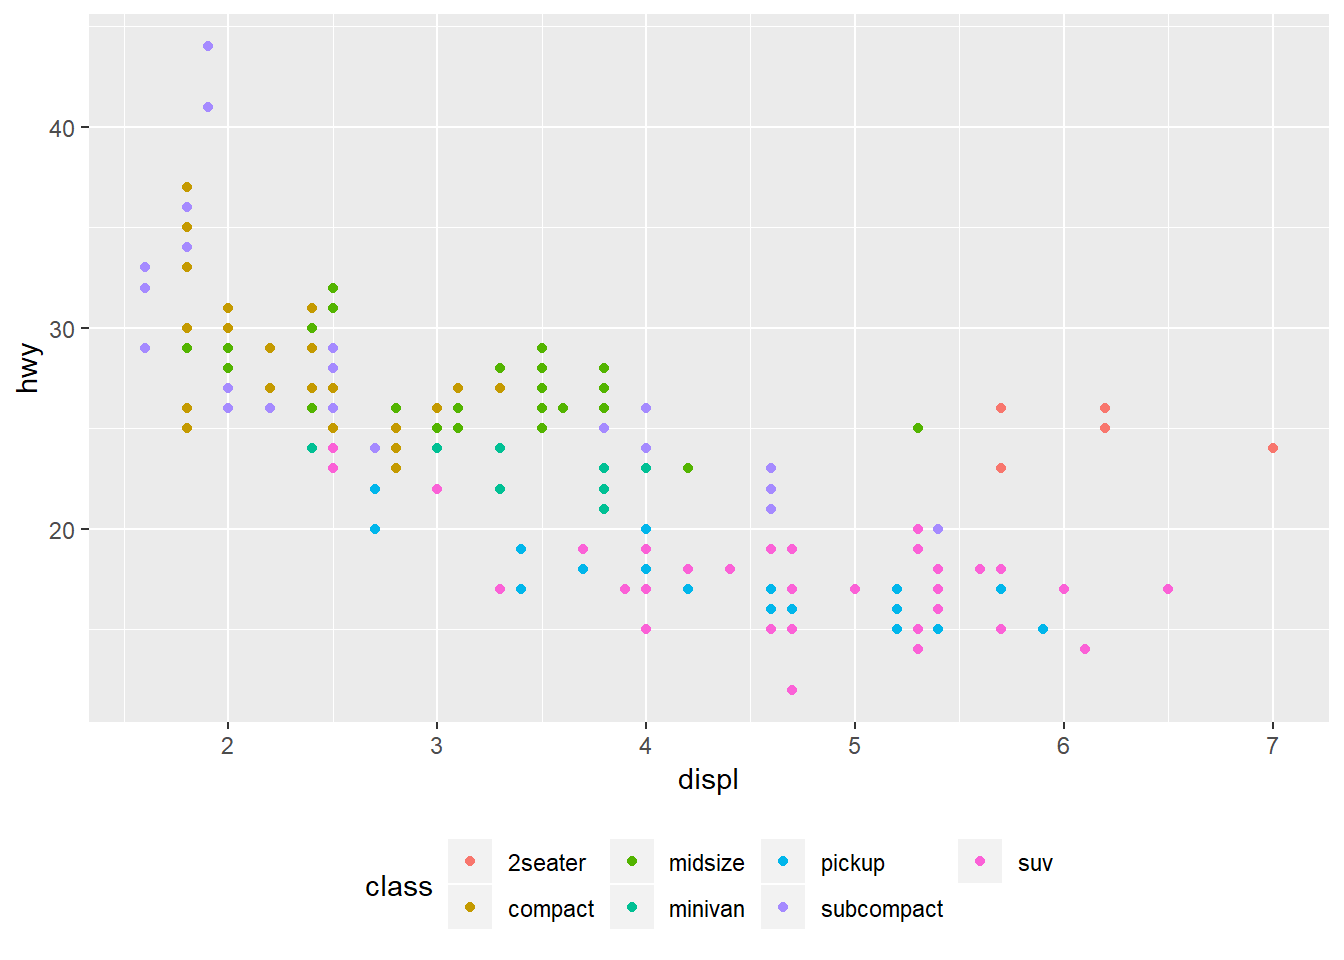 40
30
20
hwy
2 3 4 5 6 7
displ
class
2seater midsize pickup suv
compact minivan subcompact